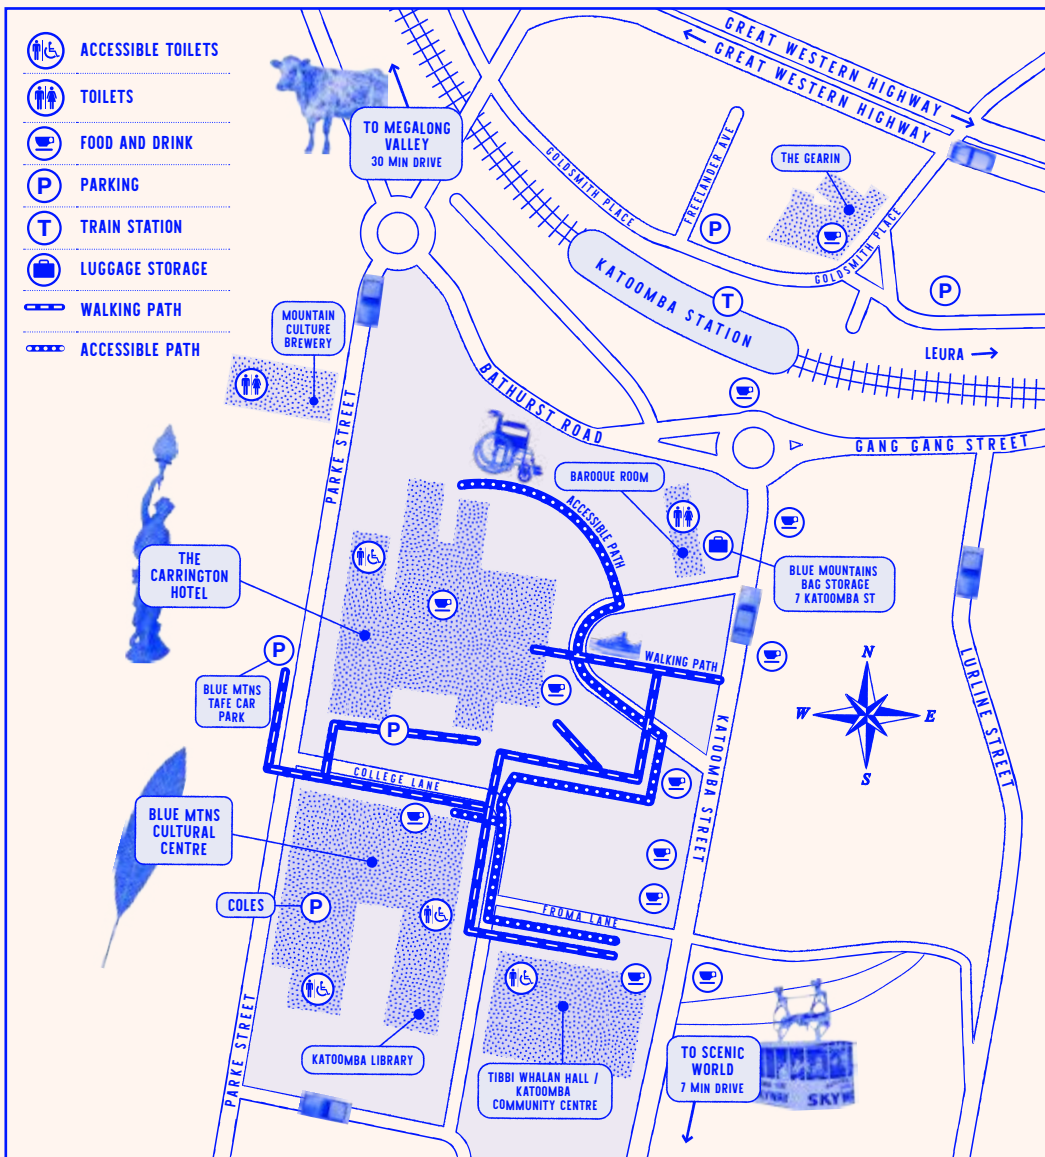 ACCESSIBLE TOILETS
TOILETS
FOOD AND DRINK
P
PARKING
T
TRAIN STATION
LUGGAGE STORAGE
WALKING PATH
ACCESSIBLE PATH
TO MEGALONG
VALLEY
30 MIN DRIVE
GREAT WESTERN HIGHWAY
GREAT WESTERN HIGHWAY
GOLDSMITH PLACE
FREELANDER AVE
P
THE GEARIN
GOLDSMITH PLACE
P
T
KATOOMBA STATION
LEURA
MOUNTAIN
CULTURE
BREWERY
PARKE STREET
BATHURST ROAD
GANG GANG STREET
BAROQUE ROOM
ACCESSIBLE PATH
BLUE MOUNTAINS
BAG STORAGE
7 KATOOMBA ST
THE
CARRINGTON
HOTEL
P
BLUE MTNS
TAFE CAR
PARK
WALKING PATH
N
W
E
S
KATOOMBA STREET
LURLINE STREET
P
COLLEGE LANE
BLUE MTNS
CULTURAL
CENTRE
COLES
P
FROMA LANE
PARKE STREET
KATOOMBA LIBRARY
TIBBI WHALAN HALL /
KATOOMBA
COMMUNITY CENTRE
TO SCENIC
WORLD
7 MIN DRIVE